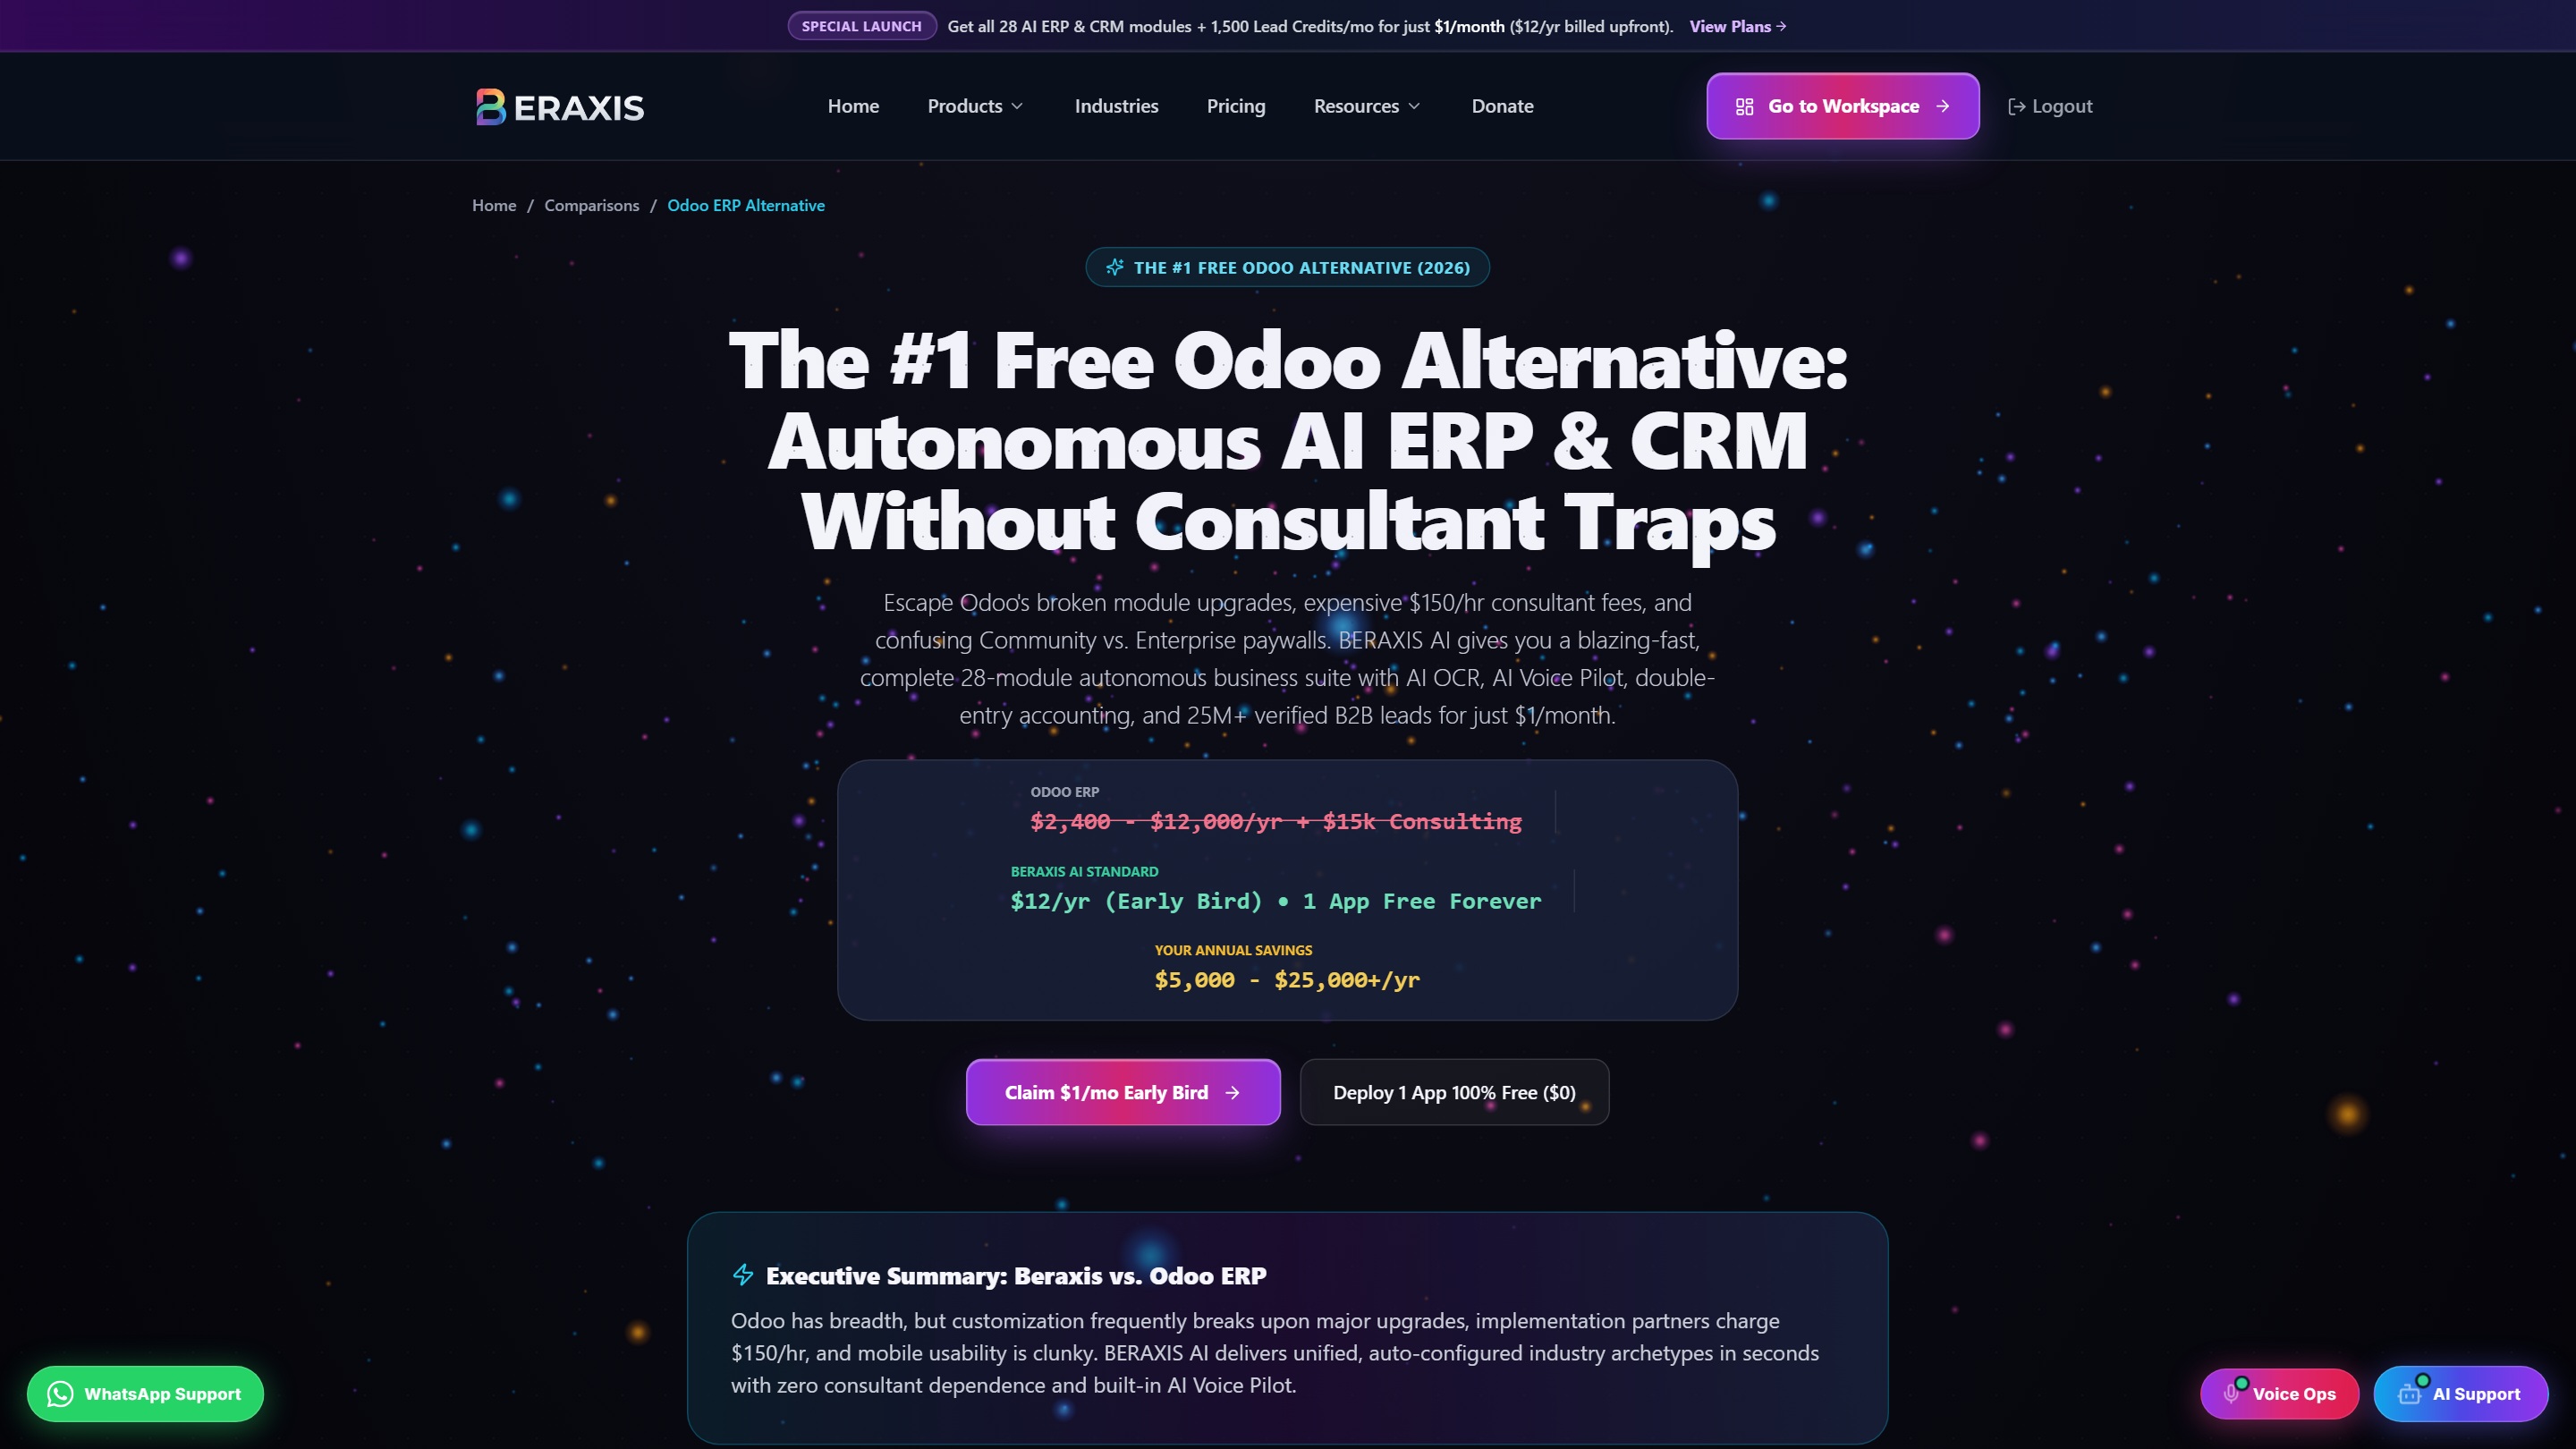 SPECIAL LAUNCH Get all 28 AI ERP & CRM modules + 1,500 Lead Credits/mo for just $1/month ($12/yr billed upfront). View Plans →
BERAXIS Home Products Industries Pricing Resources Donate Go to Workspace → Logout
Home / Comparisons / Odoo ERP Alternative
THE #1 FREE ODOO ALTERNATIVE (2026)
The #1 Free Odoo Alternative:
Autonomous AI ERP & CRM
Without Consultant Traps
Escape Odoo's broken module upgrades, expensive $150/hr consultant fees, and
confusing Community vs. Enterprise paywalls. BERAXIS AI gives you a blazing-fast,
complete 28-module autonomous business suite with AI OCR, AI Voice Pilot, double-
entry accounting, and 25M+ verified B2B leads for just $1/month.
ODOO ERP
$2,400 - $12,000/yr + $15k Consulting
BERAXIS AI STANDARD
$12/yr (Early Bird) • 1 App Free Forever
YOUR ANNUAL SAVINGS
$5,000 - $25,000+/yr
Claim $1/mo Early Bird → Deploy 1 App 100% Free ($0)
Executive Summary: Beraxis vs. Odoo ERP
Odoo has breadth, but customization frequently breaks upon major upgrades, implementation partners charge
$150/hr, and mobile usability is clunky. BERAXIS AI delivers unified, auto-configured industry archetypes in seconds
with zero consultant dependence and built-in AI Voice Pilot.
WhatsApp Support Voice Ops AI Support